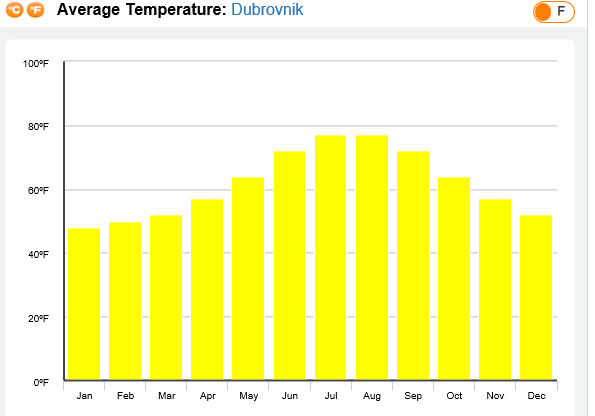 °C °F Average Temperature: Dubrovnik F
100ºF
80ºF
60ºF
40ºF
20ºF
0ºF
Jan Feb Mar Apr May Jun Jul Aug Sep Oct Nov Dec